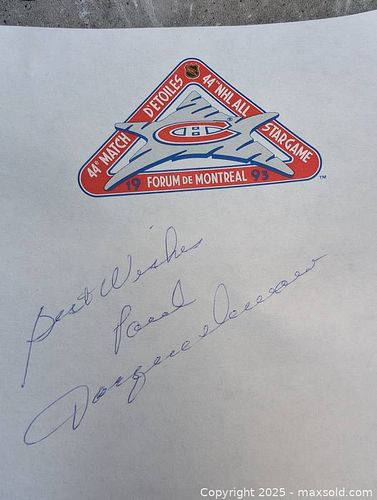 44e MATCH D'ETOILES 44th NHL ALL STAR GAME
19 FORUM DE MONTREAL 93
TM
Best Wishes
Paul
Copyright © 2025 - maxsold.com